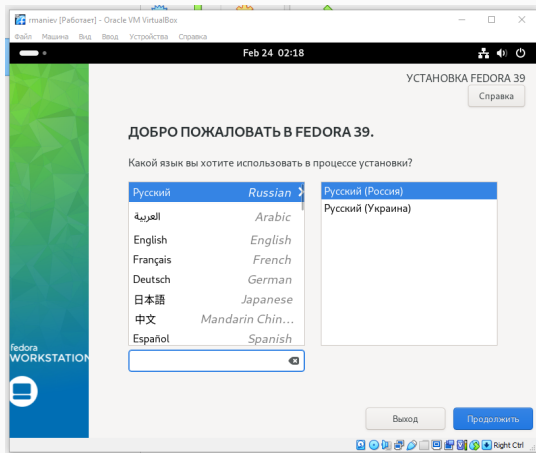 rmaniev [Работает] - Oracle VM VirtualBox
Файл Машина Вид Ввод Устройства Справка
Feb 24 02:18
УСТАНОВКА FEDORA 39
Справка
ДОБРО ПОЖАЛОВАТЬ В FEDORA 39.
Какой язык вы хотите использовать в процессе установки?
Русский Russian
العربية Arabic
English English
Français French
Deutsch German
日本語 Japanese
中文 Mandarin Chin...
Español Spanish
Русский (Россия)
Русский (Украина)
fedora
WORKSTATION
Выход
Продолжить
Right Ctrl